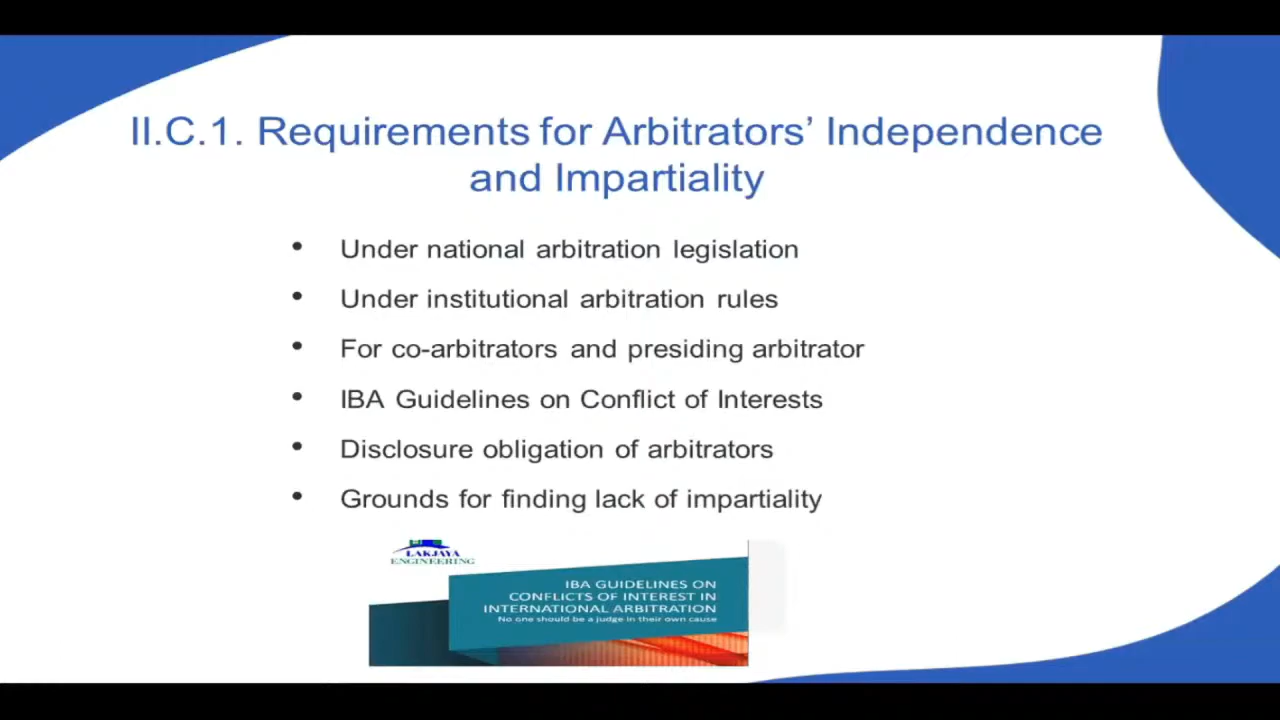 II.C.1. Requirements for Arbitrators’ Independence
and Impartiality
• Under national arbitration legislation
• Under institutional arbitration rules
• For co-arbitrators and presiding arbitrator
• IBA Guidelines on Conflict of Interests
• Disclosure obligation of arbitrators
• Grounds for finding lack of impartiality
LAKJAYA
ENGINEERING
IBA GUIDELINES ON
CONFLICTS OF INTEREST IN
INTERNATIONAL ARBITRATION
No one should be a judge in their own cause